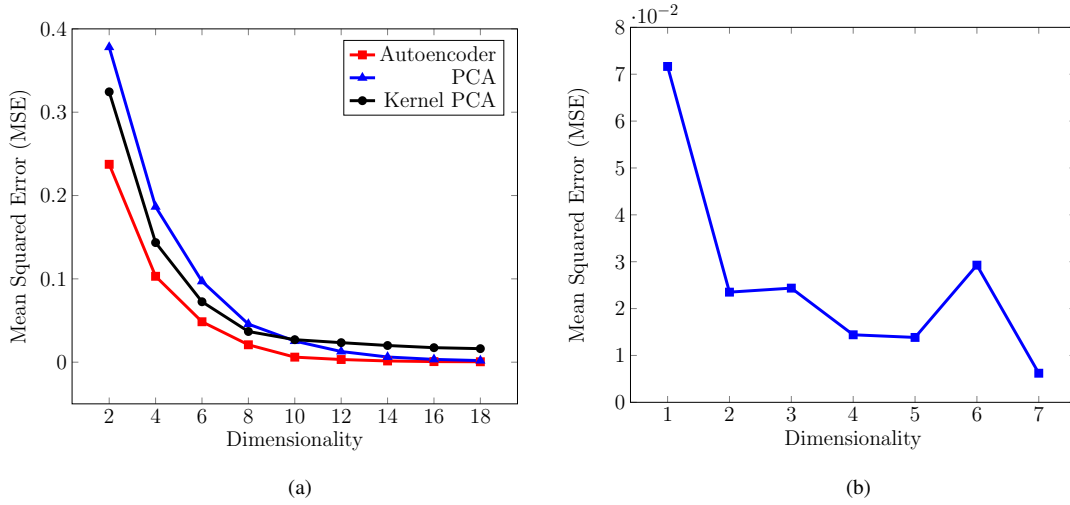 0.4
0.3
0.2
0.1
0
2 4 6 8 10 12 14 16 18
Dimensionality
Mean Squared Error (MSE)
Autoencoder
PCA
Kernel PCA
(a)
·10⁻²
8
7
6
5
4
3
2
1
0
1 2 3 4 5 6 7
Dimensionality
Mean Squared Error (MSE)
(b)